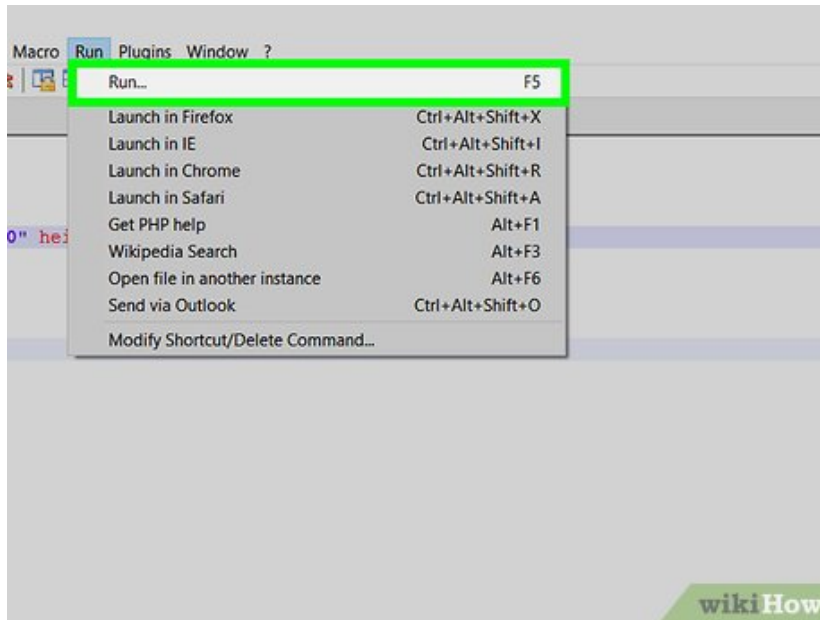 Macro Run Plugins Window ?
Run... F5
Launch in Firefox Ctrl+Alt+Shift+X
Launch in IE Ctrl+Alt+Shift+I
Launch in Chrome Ctrl+Alt+Shift+R
Launch in Safari Ctrl+Alt+Shift+A
Get PHP help Alt+F1
0" hei
Wikipedia Search Alt+F3
Open file in another instance Alt+F6
Send via Outlook Ctrl+Alt+Shift+O
Modify Shortcut/Delete Command...
wikiHow